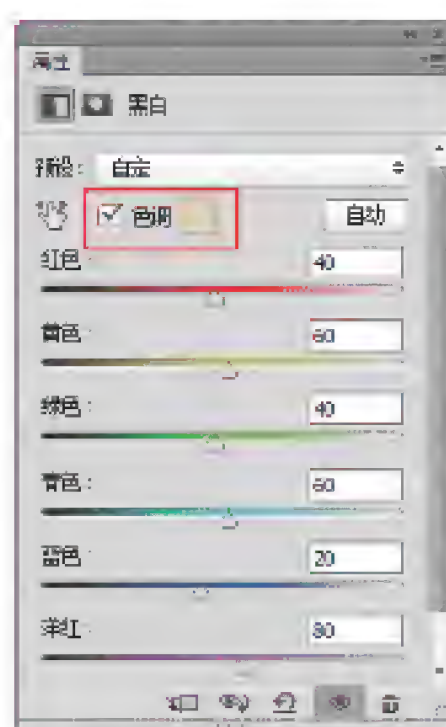 属性
黑白
预设： 自定
色调 自动
红色： 40
黄色： 60
绿色： 40
青色： 60
蓝色： 20
洋红： 80